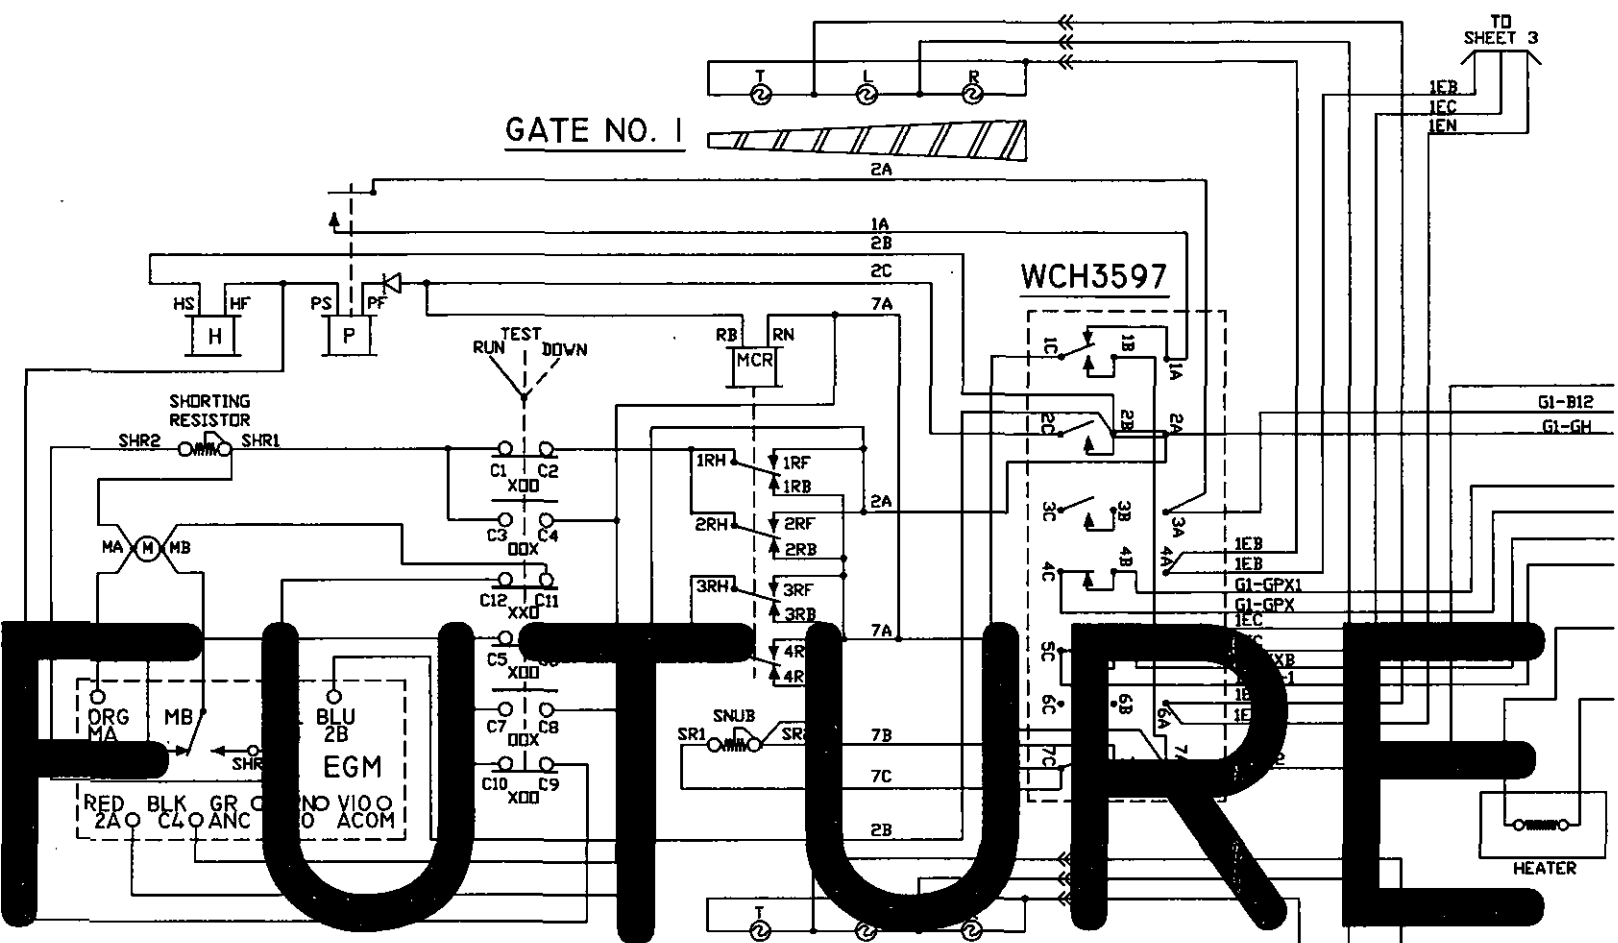 TO
SHEET 3
T L R
1EB
1EC
1EN
GATE NO. 1
2A
1A
2B
2C
WCH3597
HS HF PS PF
7A
H P
TEST
RUN DOWN
RB RN
MCR
1C 1B 1A
SHORTING
RESISTOR
G1-B12
2C 2B 2A
SHR2 SHR1
G1-GH
C1 C2
XOO
1RH 1RF
1RB
2A
3C 3B 3A
C3 C4
OOX
2RH 2RF
2RB
MA M MB
1EB
4C 4B 4A
1EB
G1-GPX1
3RH 3RF
C12 C11
XXO
G1-GPX
3RB
1EC
7A
FUTURE
C5
XOO
5C
ORG
MA
MB
BLU
2B
6C 6B 6A
SNUB
C7 C8
OOX
SR1
7B
7C
EGM
C10 C9
XOO
7C
RED BLK GR VIO
2A C4 ANC ACOM
2B
HEATER
T